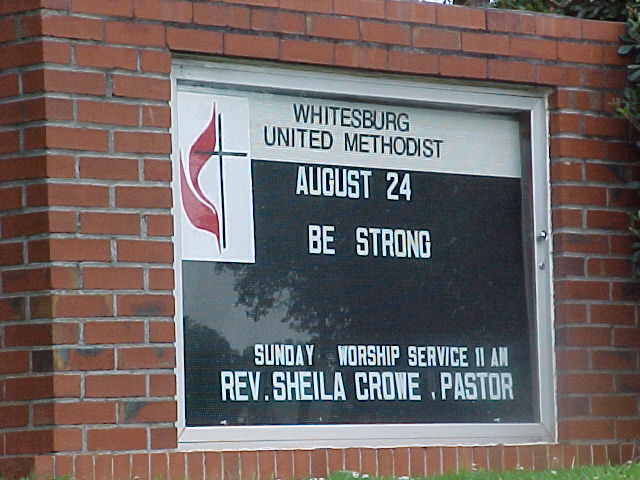 WHITESBURG
UNITED METHODIST
AUGUST 24
BE STRONG
SUNDAY WORSHIP SERVICE 11 AM
REV. SHEILA CROWE , PASTOR